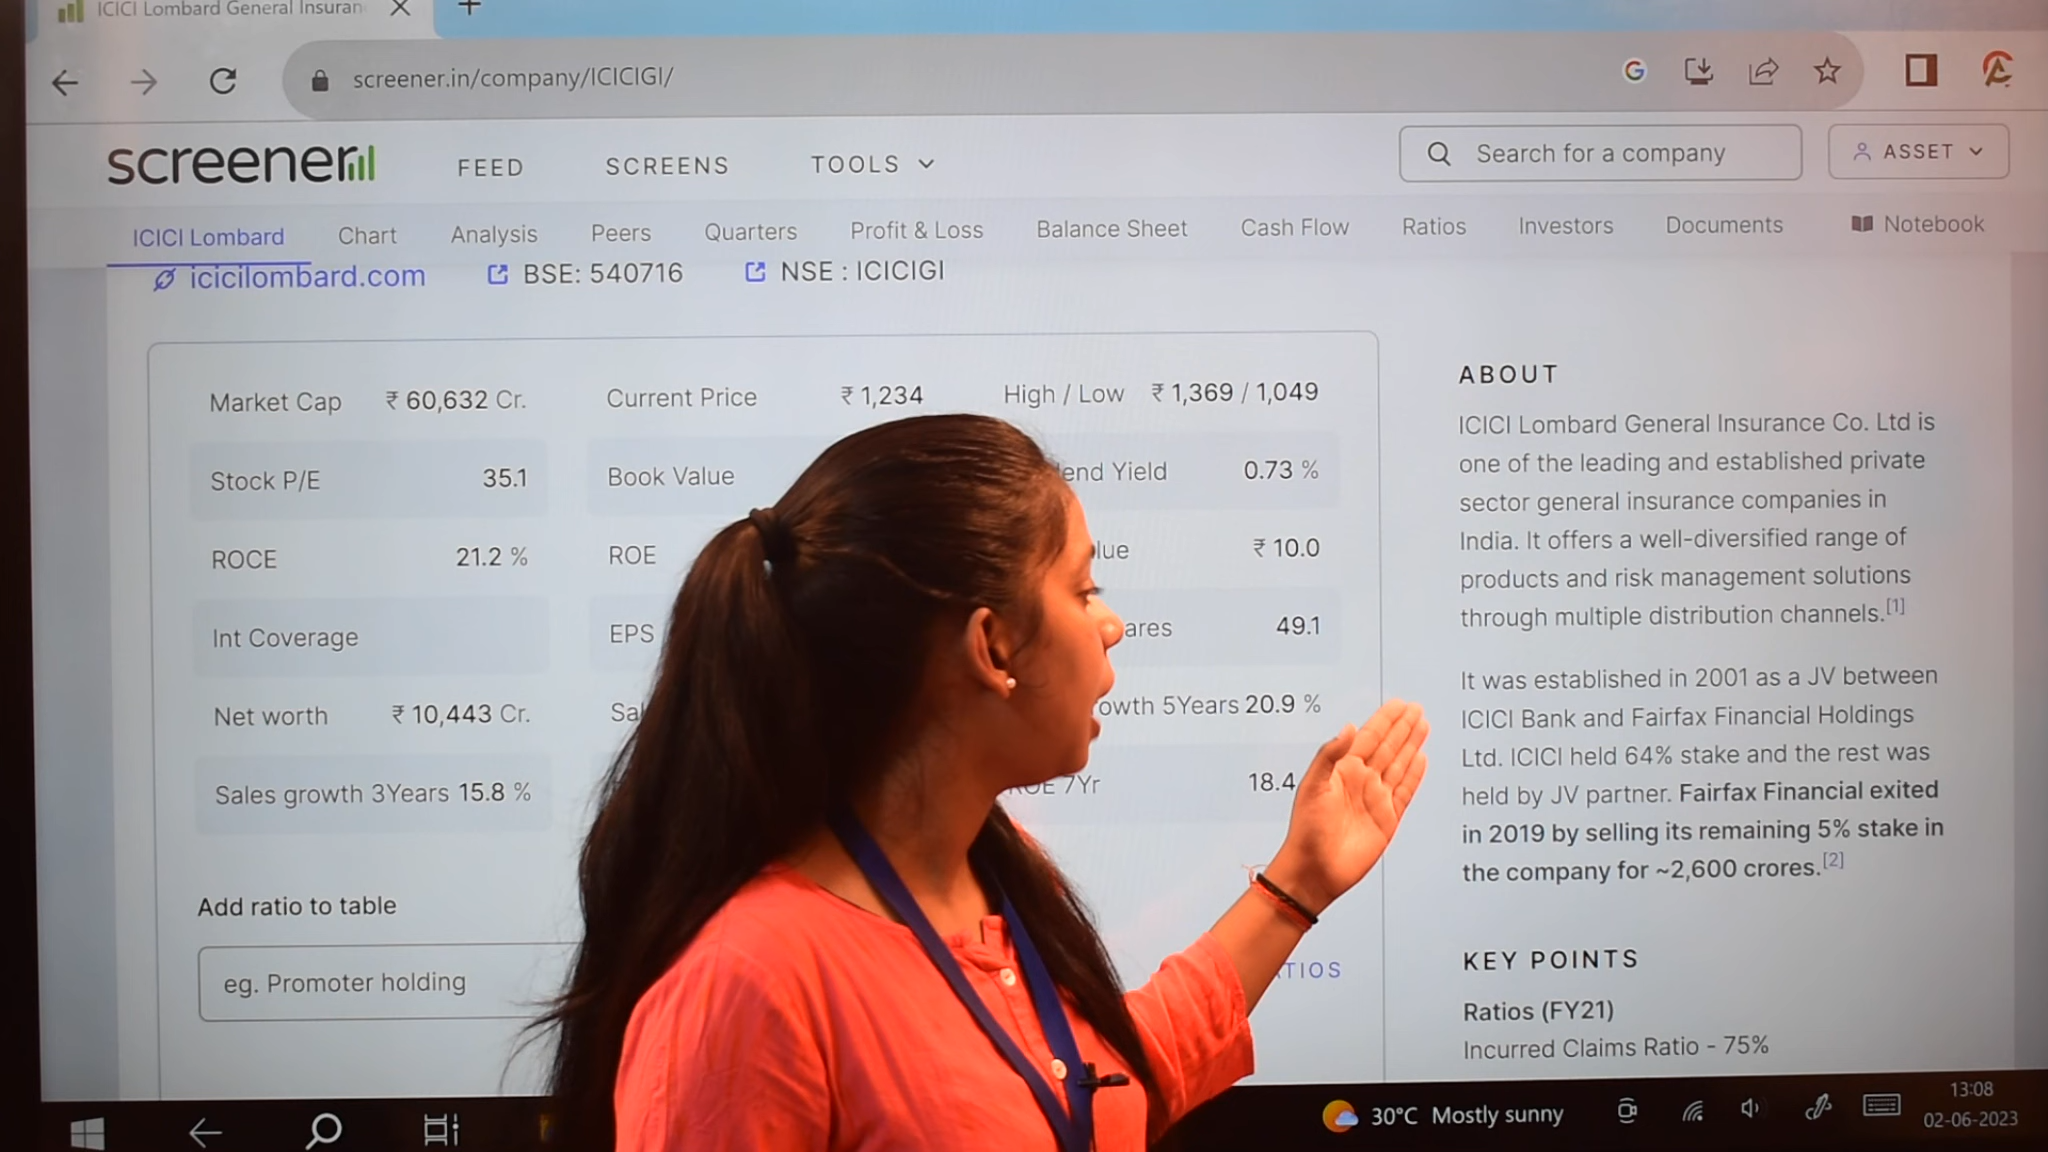 ICICI Lombard General Insuran
screener.in/company/ICICIGI/
screener
FEED SCREENS TOOLS
Search for a company
ASSET
ICICI Lombard Chart Analysis Peers Quarters Profit & Loss Balance Sheet Cash Flow Ratios Investors Documents Notebook
icicilombard.com BSE: 540716 NSE : ICICIGI
Market Cap ₹ 60,632 Cr. Current Price ₹ 1,234 High / Low ₹ 1,369 / 1,049
Stock P/E 35.1 Book Value end Yield 0.73 %
ROCE 21.2 % ROE lue ₹ 10.0
Int Coverage EPS ares 49.1
Net worth ₹ 10,443 Cr. Sal owth 5Years 20.9 %
Sales growth 3Years 15.8 % ROE 7Yr 18.4
Add ratio to table
eg. Promoter holding
TIOS
ABOUT
ICICI Lombard General Insurance Co. Ltd is
one of the leading and established private
sector general insurance companies in
India. It offers a well-diversified range of
products and risk management solutions
through multiple distribution channels.[1]
It was established in 2001 as a JV between
ICICI Bank and Fairfax Financial Holdings
Ltd. ICICI held 64% stake and the rest was
held by JV partner. Fairfax Financial exited
in 2019 by selling its remaining 5% stake in
the company for ~2,600 crores.[2]
KEY POINTS
Ratios (FY21)
Incurred Claims Ratio - 75%
30°C Mostly sunny
13:08
02-06-2023